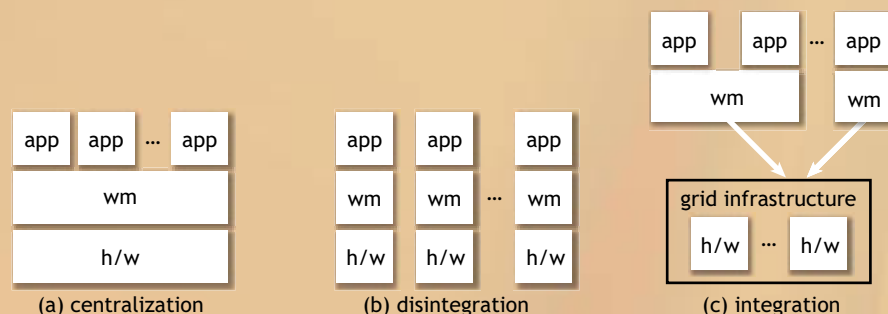 app app ... app
wm
h/w
(a) centralization
app app app
wm wm ... wm
h/w h/w h/w
(b) disintegration
app app ... app
wm wm
grid infrastructure
h/w ... h/w
(c) integration